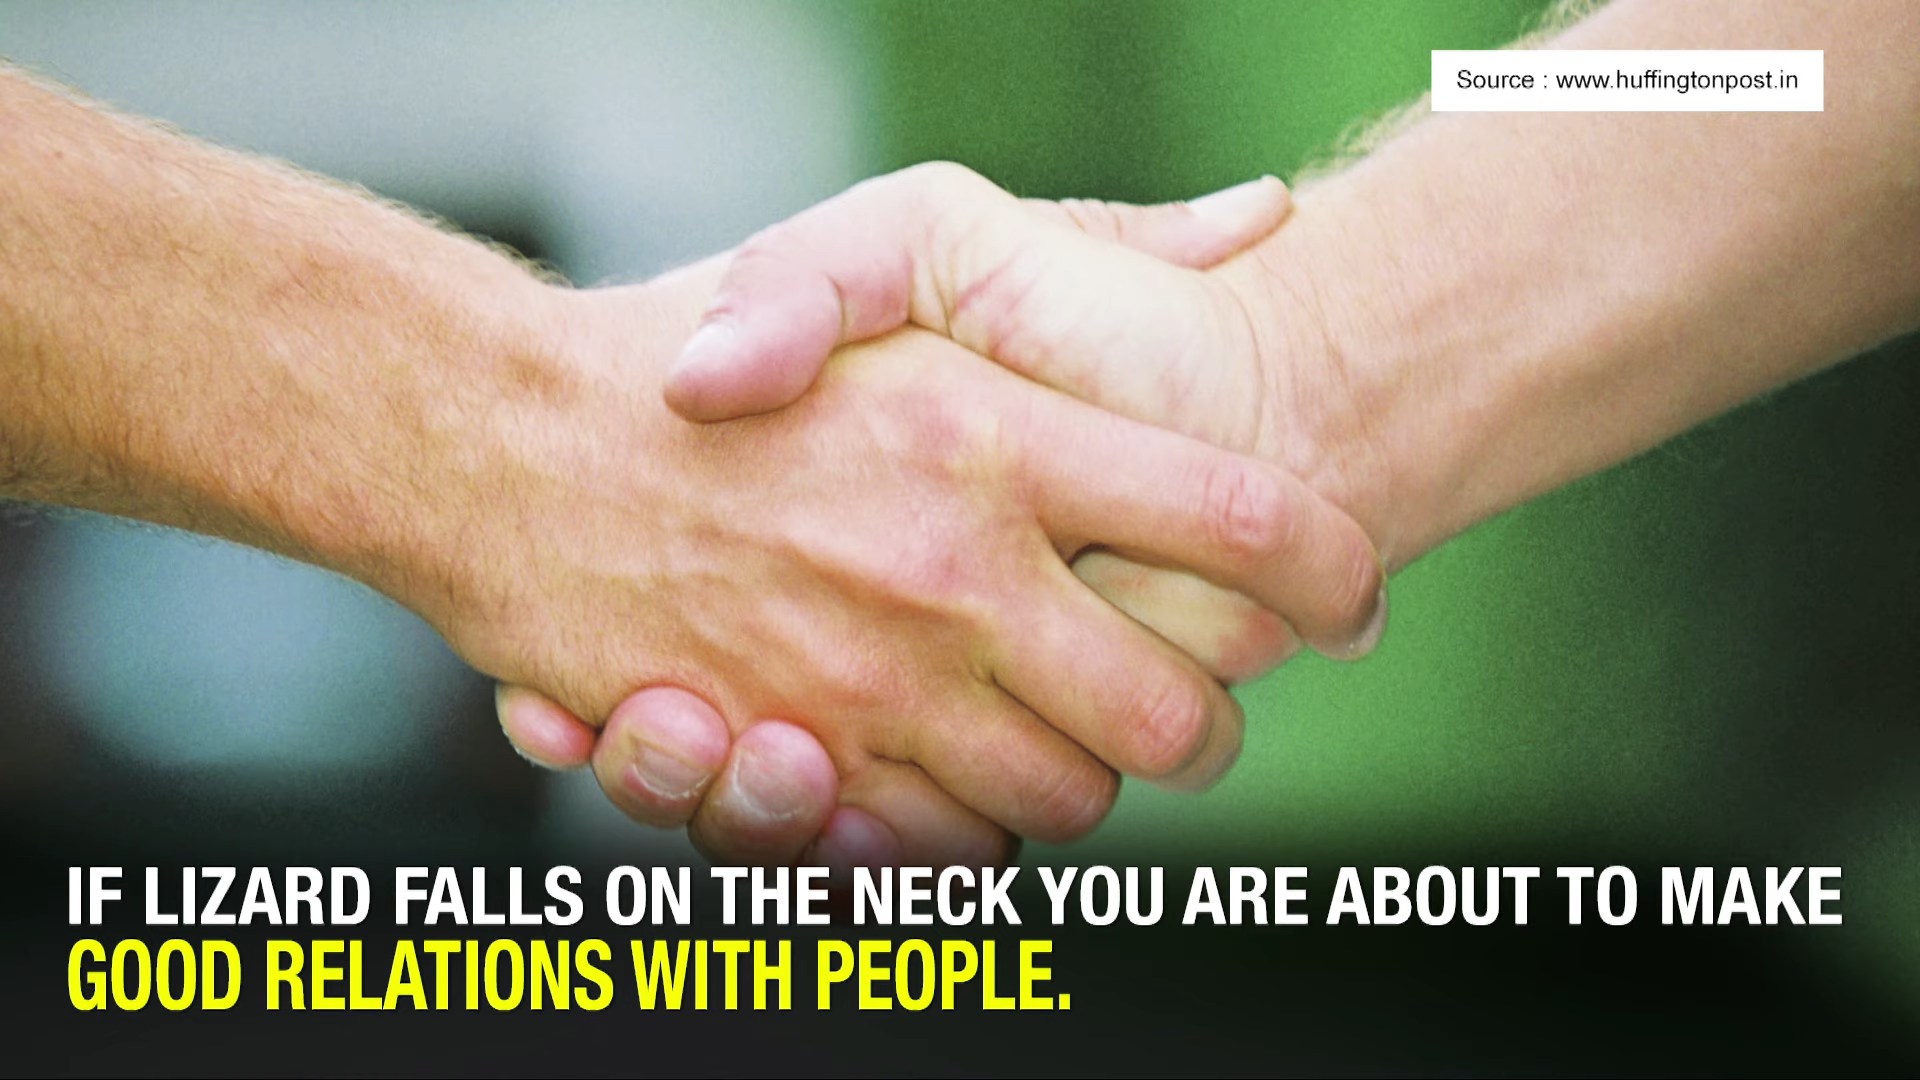 Source : www.huffingtonpost.in
IF LIZARD FALLS ON THE NECK YOU ARE ABOUT TO MAKE
GOOD RELATIONS WITH PEOPLE.